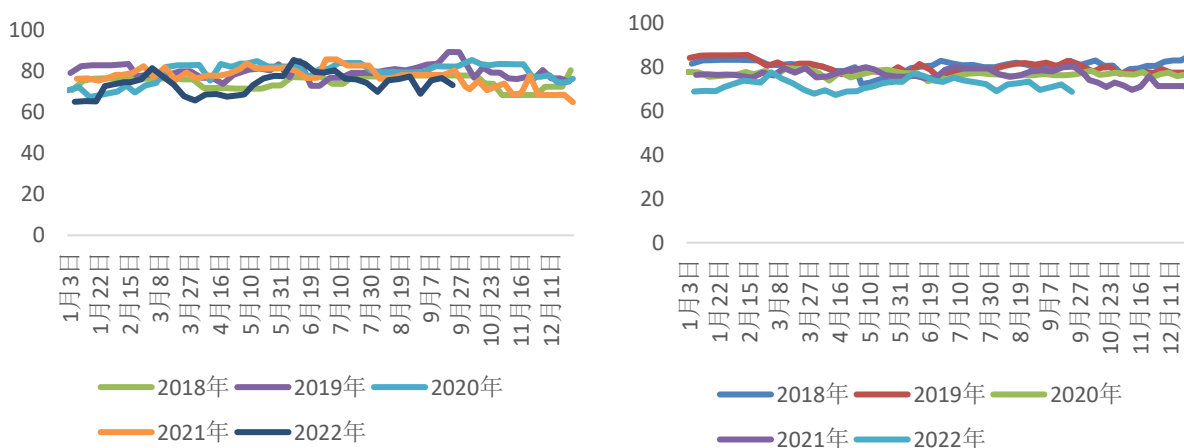 100
80
60
40
20
0
1月3日
1月22日
2月15日
3月8日
3月27日
4月16日
5月10日
5月31日
6月19日
7月10日
7月30日
8月19日
9月7日
9月27日
10月23日
11月16日
12月11日
2018年 2019年 2020年
2021年 2022年
100
80
60
40
20
0
1月3日
1月22日
2月15日
3月8日
3月27日
4月16日
5月10日
5月31日
6月19日
7月10日
7月30日
8月19日
9月7日
9月27日
10月23日
11月16日
12月11日
2018年 2019年 2020年
2021年 2022年